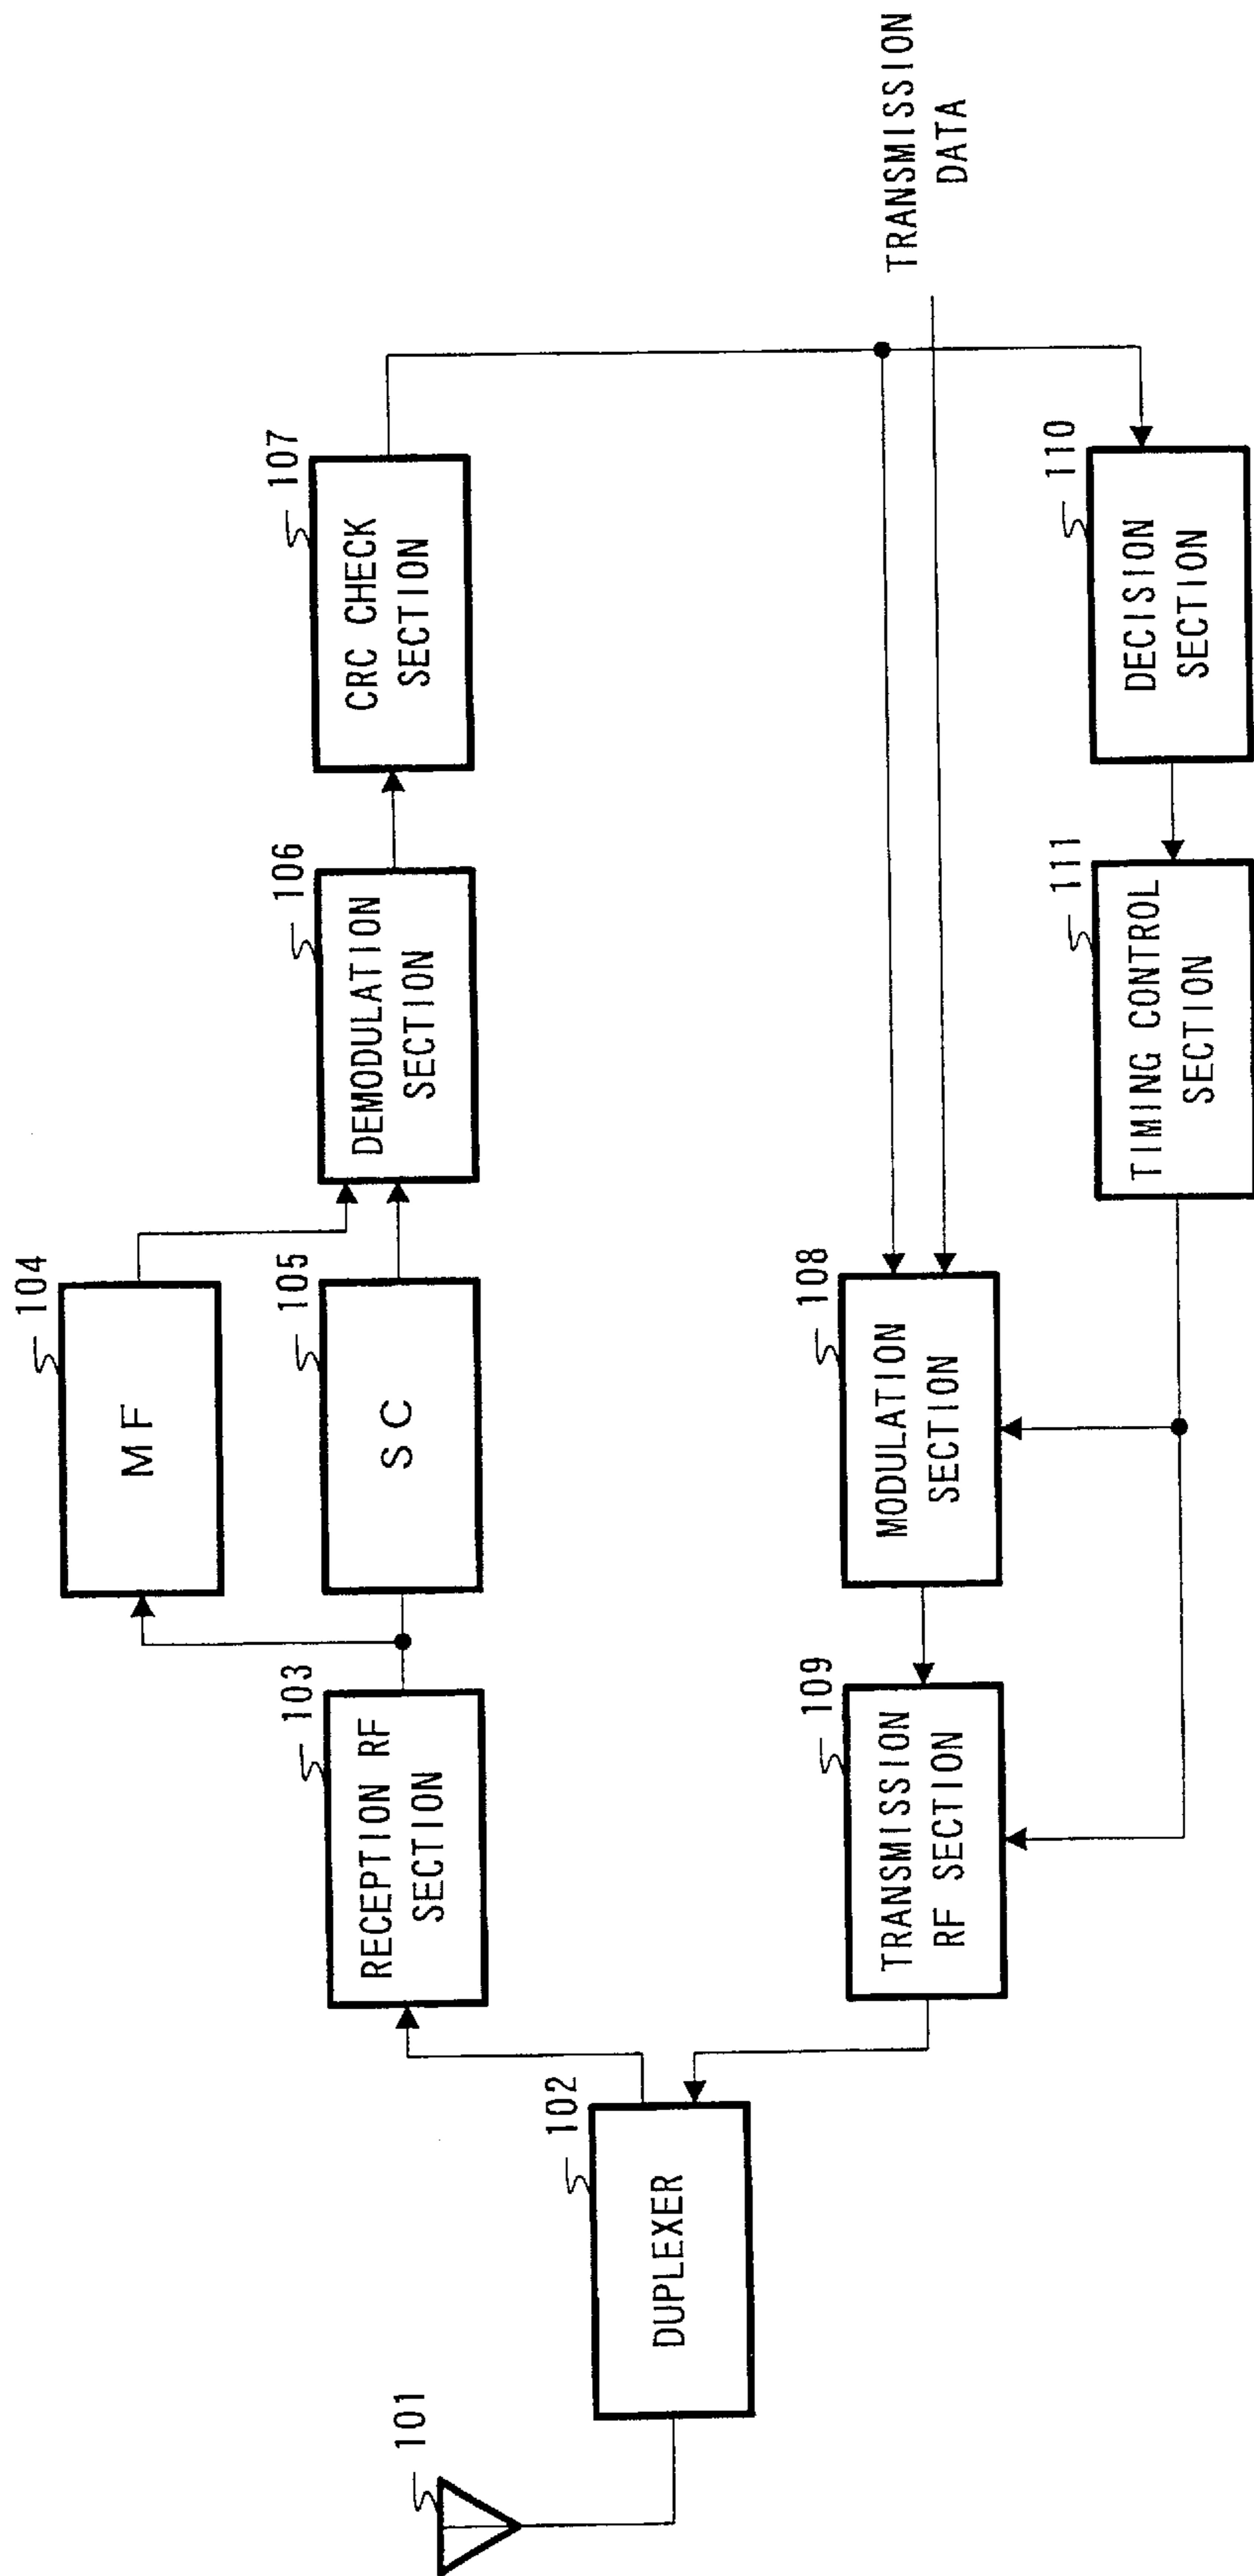 101
102
DUPLEXER
103
RECEPTION RF
SECTION
104
MF
105
SC
106
DEMODULATION
SECTION
107
CRC CHECK
SECTION
109
TRANSMISSION
RF SECTION
108
MODULATION
SECTION
TRANSMISSION
DATA
111
TIMING CONTROL
SECTION
110
DECISION
SECTION